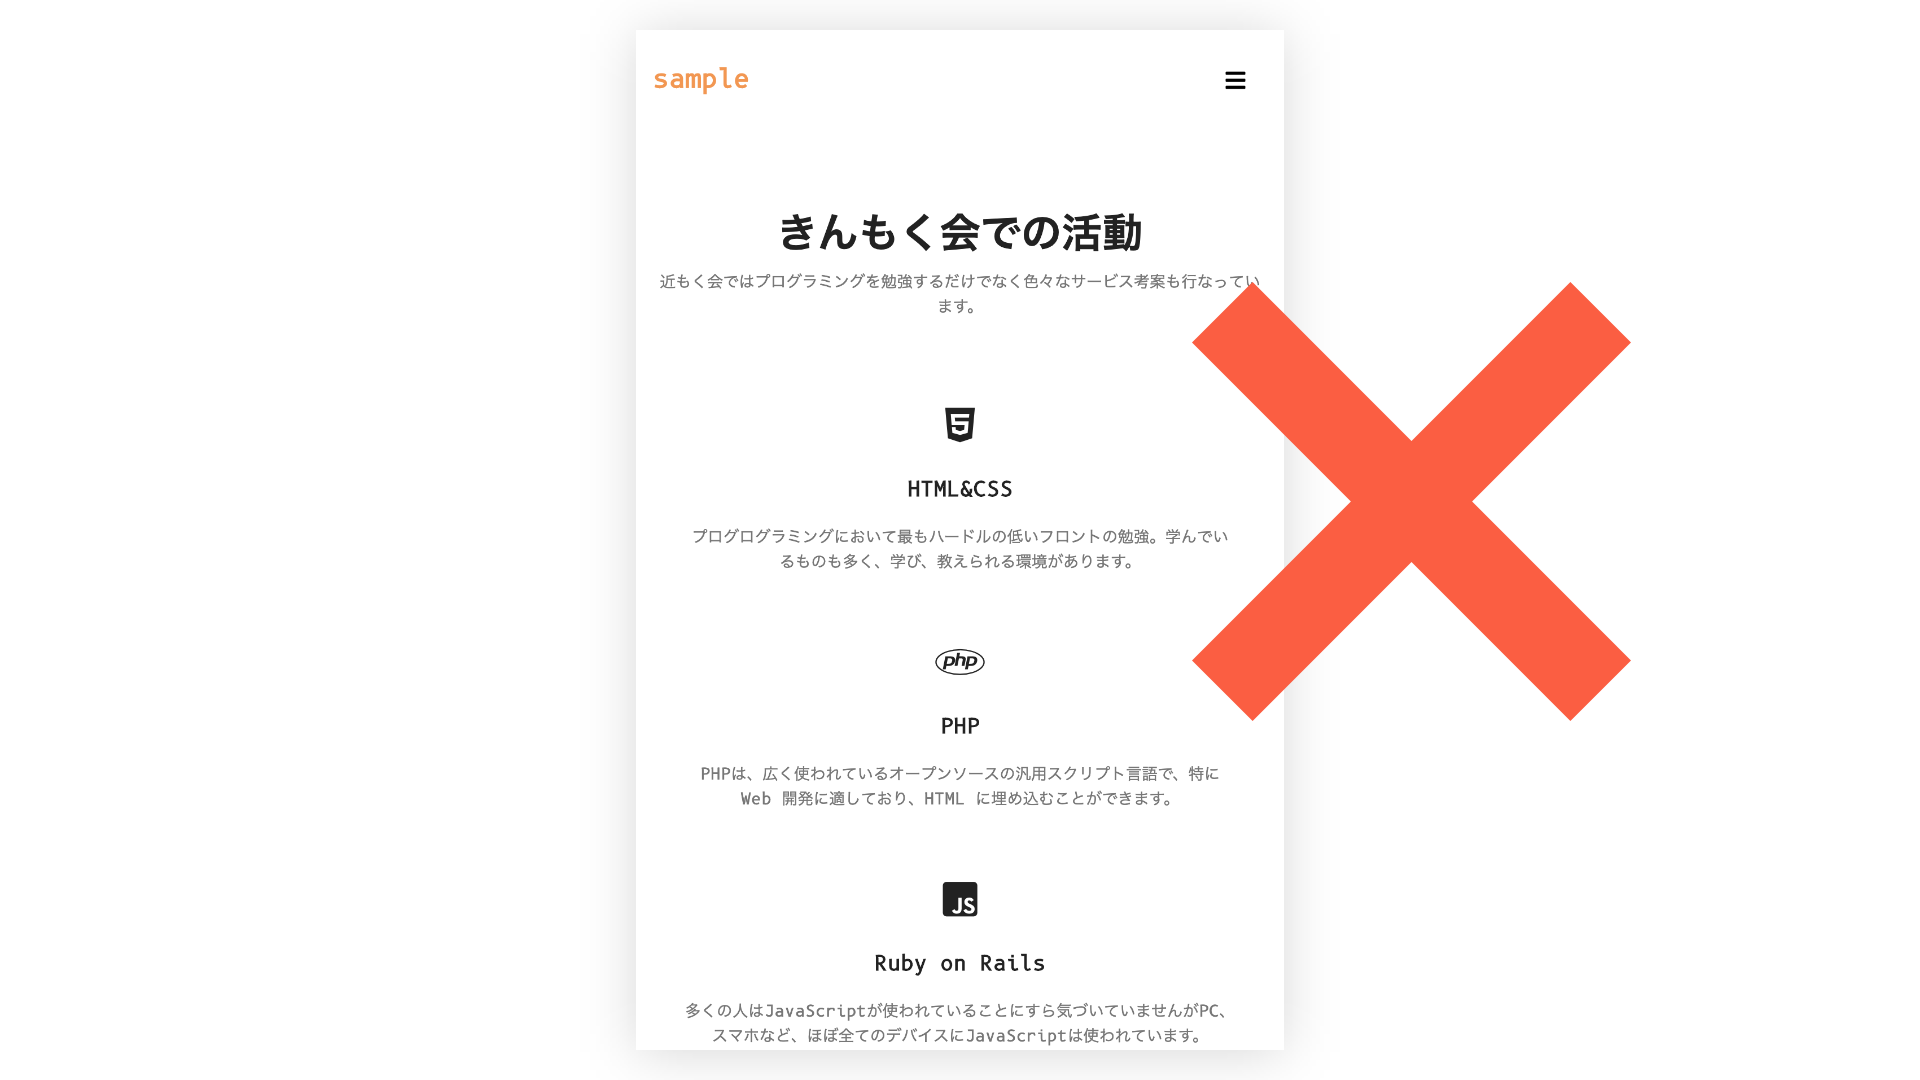 sample
きんもく会での活動
近もく会ではプログラミングを勉強するだけでなく色々なサービス考案も行なってい
ます。
5
HTML&CSS
プログログラミングにおいて最もハードルの低いフロントの勉強。学んでい
るものも多く、学び、教えられる環境があります。
php
PHP
PHPは、広く使われているオープンソースの汎用スクリプト言語で、特に
Web 開発に適しており、HTML に埋め込むことができます。
JS
Ruby on Rails
多くの人はJavaScriptが使われていることにすら気づいていませんがPC、
スマホなど、ほぼ全てのデバイスにJavaScriptは使われています。